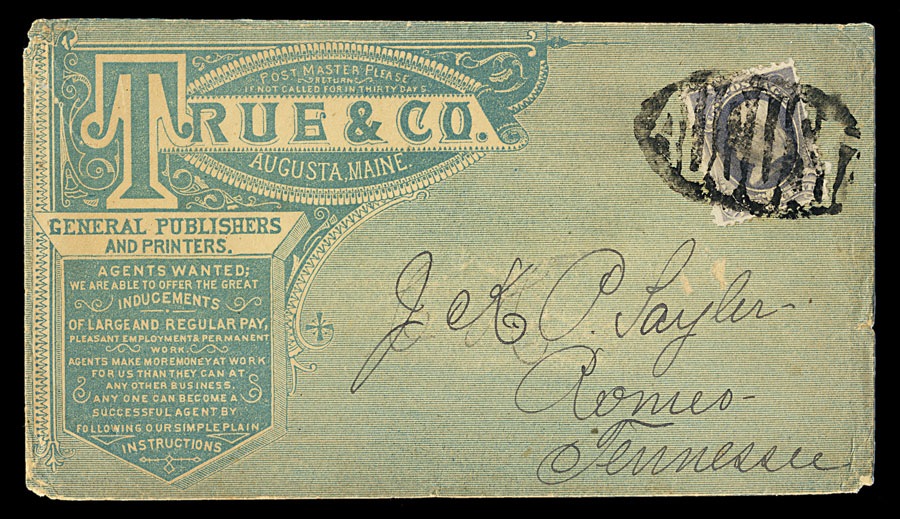 POST MASTER PLEASE
RETURN
IF NOT CALLED FOR IN THIRTY DAYS
TRUE & CO.
AUGUSTA, MAINE.
GENERAL PUBLISHERS
AND PRINTERS.
AGENTS WANTED;
WE ARE ABLE TO OFFER THE GREAT
INDUCEMENTS
OF LARGE AND REGULAR PAY,
PLEASANT EMPLOYMENT & PERMANENT
WORK.
AGENTS MAKE MORE MONEY AT WORK
FOR US THAN THEY CAN AT
ANY OTHER BUSINESS.
ANY ONE CAN BECOME A
SUCCESSFUL AGENT BY
FOLLOWING OUR SIMPLE PLAIN
INSTRUCTIONS
J K P. Sayler
Romeo
Tennessee